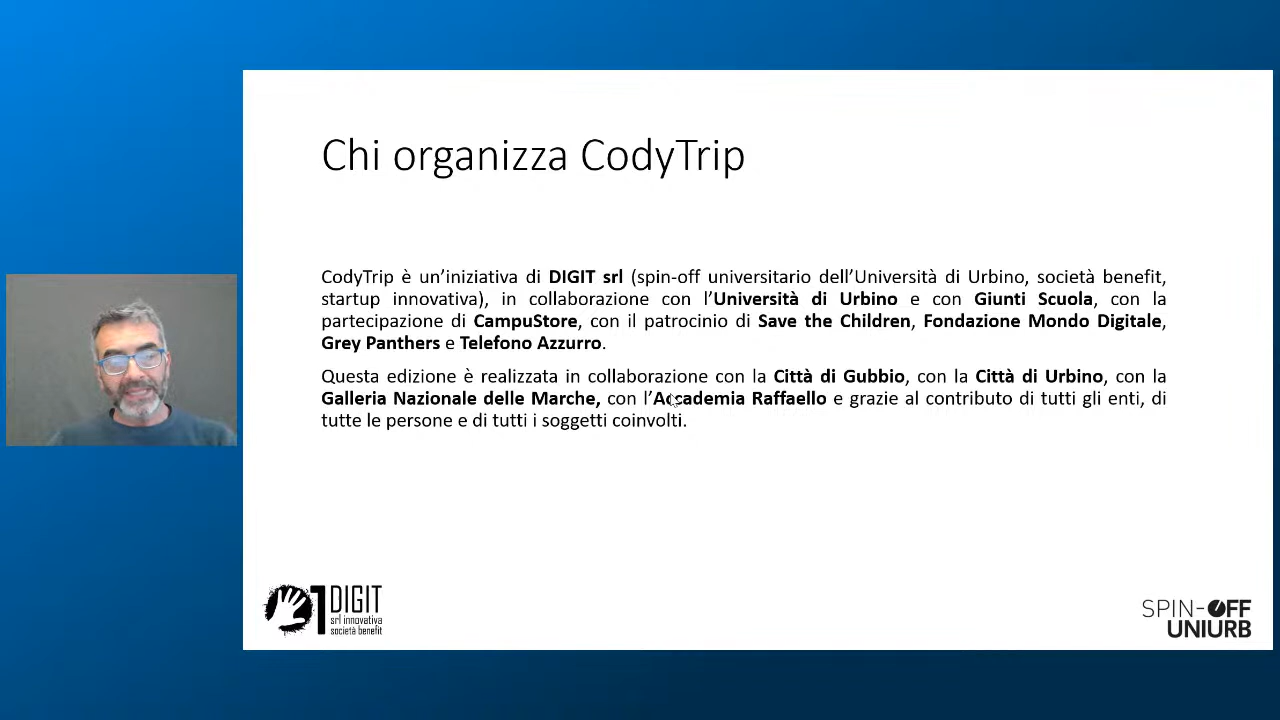 Chi organizza CodyTrip
CodyTrip è un’iniziativa di DIGIT srl (spin-off universitario dell’Università di Urbino, società benefit,
startup innovativa), in collaborazione con l’Università di Urbino e con Giunti Scuola, con la
partecipazione di CampuStore, con il patrocinio di Save the Children, Fondazione Mondo Digitale,
Grey Panthers e Telefono Azzurro.
Questa edizione è realizzata in collaborazione con la Città di Gubbio, con la Città di Urbino, con la
Galleria Nazionale delle Marche, con l’Accademia Raffaello e grazie al contributo di tutti gli enti, di
tutte le persone e di tutti i soggetti coinvolti.
01 DIGIT
srl innovativa
società benefit
SPIN-OFF
UNIURB